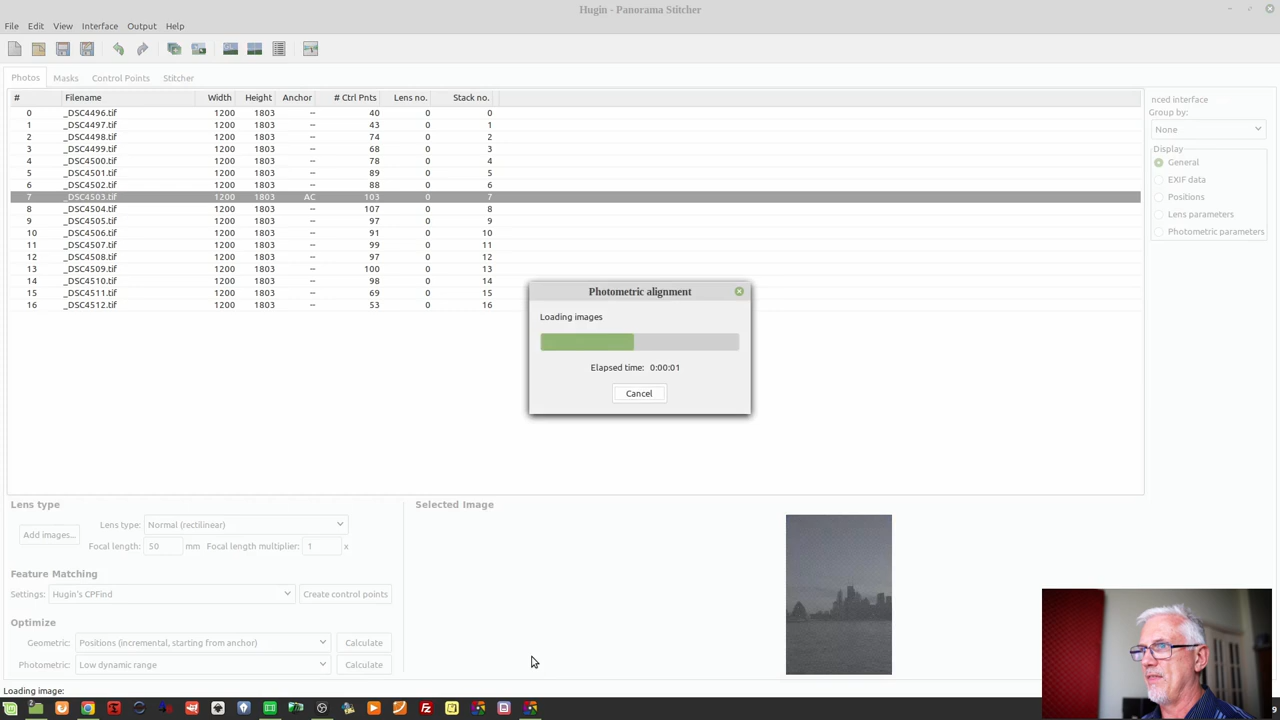 Hugin - Panorama Stitcher
File Edit View Interface Output Help
Photos Masks Control Points Stitcher
# Filename Width Height Anchor # Ctrl Pnts Lens no. Stack no.
0 _DSC4496.tif 1200 1803 -- 40 0 0
1 _DSC4497.tif 1200 1803 -- 43 0 1
2 _DSC4498.tif 1200 1803 -- 74 0 2
3 _DSC4499.tif 1200 1803 -- 68 0 3
4 _DSC4500.tif 1200 1803 -- 78 0 4
5 _DSC4501.tif 1200 1803 -- 89 0 5
6 _DSC4502.tif 1200 1803 -- 88 0 6
7 _DSC4503.tif 1200 1803 AC 103 0 7
8 _DSC4504.tif 1200 1803 -- 107 0 8
9 _DSC4505.tif 1200 1803 -- 97 0 9
10 _DSC4506.tif 1200 1803 -- 91 0 10
11 _DSC4507.tif 1200 1803 -- 99 0 11
12 _DSC4508.tif 1200 1803 -- 97 0 12
13 _DSC4509.tif 1200 1803 -- 100 0 13
14 _DSC4510.tif 1200 1803 -- 98 0 14
15 _DSC4511.tif 1200 1803 -- 69 0 15
16 _DSC4512.tif 1200 1803 -- 53 0 16
nced interface
Group by:
None
Display
General
EXIF data
Positions
Lens parameters
Photometric parameters
Photometric alignment
Loading images
Elapsed time: 0:00:01
Cancel
Lens type
Add images...
Lens type: Normal (rectilinear)
Focal length: 50 mm Focal length multiplier: 1 x
Feature Matching
Settings: Hugin's CPFind Create control points
Optimize
Geometric: Positions (incremental, starting from anchor) Calculate
Photometric: Low dynamic range Calculate
Selected Image
Loading image:
2
9